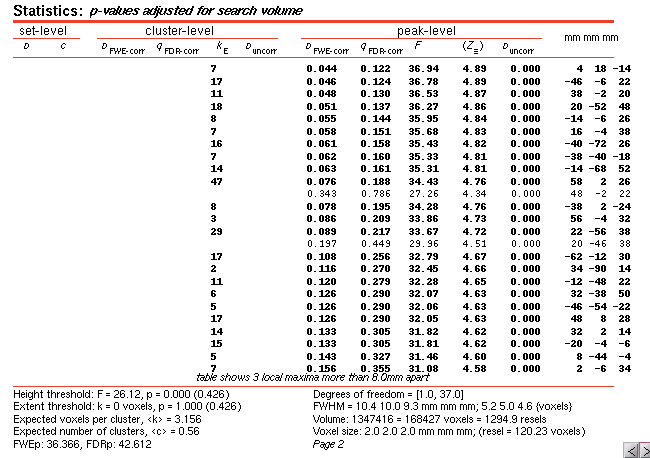 Statistics: p-values adjusted for search volume
set-level cluster-level peak-level mm mm mm
p c p FWE-corr q FDR-corr k E p uncorr p FWE-corr q FDR-corr F (Z≡) p uncorr
7 0.044 0.122 36.94 4.89 0.000 4 18 −14
17 0.046 0.124 36.78 4.89 0.000 −46 −6 22
11 0.048 0.130 36.53 4.87 0.000 38 −2 20
18 0.051 0.137 36.27 4.86 0.000 20 −52 48
8 0.055 0.144 35.95 4.84 0.000 −14 −6 26
7 0.058 0.151 35.68 4.83 0.000 16 −4 38
16 0.061 0.158 35.43 4.82 0.000 −40 −72 26
7 0.062 0.160 35.33 4.81 0.000 −38 −40 −18
14 0.063 0.161 35.31 4.81 0.000 −14 −68 52
47 0.076 0.188 34.43 4.76 0.000 58 2 26
0.343 0.786 27.26 4.34 0.000 48 −2 22
8 0.078 0.195 34.28 4.76 0.000 −38 2 −24
3 0.086 0.209 33.86 4.73 0.000 56 −4 32
29 0.089 0.217 33.67 4.72 0.000 22 −56 38
0.197 0.449 29.96 4.51 0.000 20 −46 38
17 0.108 0.256 32.79 4.67 0.000 −62 −12 30
2 0.116 0.270 32.45 4.66 0.000 34 −90 14
11 0.120 0.279 32.28 4.65 0.000 −12 −48 22
6 0.126 0.290 32.07 4.63 0.000 32 −38 50
5 0.126 0.290 32.06 4.63 0.000 −46 −54 −22
17 0.126 0.290 32.05 4.63 0.000 48 8 28
14 0.133 0.305 31.82 4.62 0.000 32 2 14
15 0.133 0.305 31.81 4.62 0.000 −20 −4 −6
5 0.143 0.327 31.46 4.60 0.000 8 −44 −4
7 0.156 0.355 31.08 4.58 0.000 2 −6 34
table shows 3 local maxima more than 8.0mm apart
Height threshold: F = 26.12, p = 0.000 (0.426) Degrees of freedom = [1.0, 37.0]
Extent threshold: k = 0 voxels, p = 1.000 (0.426) FWHM = 10.4 10.0 9.3 mm mm mm; 5.2 5.0 4.6 {voxels}
Expected voxels per cluster, <k> = 3.156 Volume: 1347416 = 168427 voxels = 1294.9 resels
Expected number of clusters, <c> = 0.56 Voxel size: 2.0 2.0 2.0 mm mm mm; (resel = 120.23 voxels)
FWEp: 36.366, FDRp: 42.612 Page 2